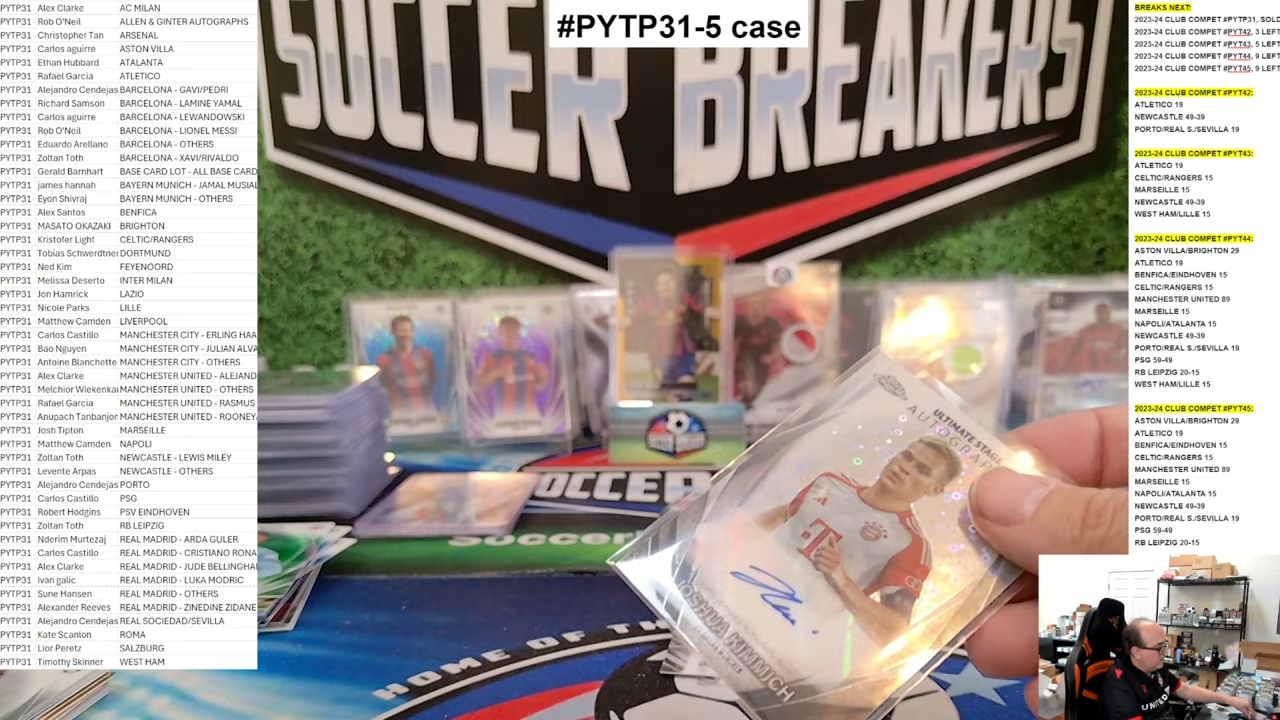 #PYTP31-5 case
PYTP31 Alex Clarke AC MILAN
PYTP31 Rob O'Neil ALLEN & GINTER AUTOGRAPHS
PYTP31 Christopher Tan ARSENAL
PYTP31 Carlos aguirre ASTON VILLA
PYTP31 Ethan Hubbard ATALANTA
PYTP31 Rafael Garcia ATLETICO
PYTP31 Alejandro Cendejas BARCELONA - GAVI/PEDRI
PYTP31 Richard Samson BARCELONA - LAMINE YAMAL
PYTP31 Carlos aguirre BARCELONA - LEWANDOWSKI
PYTP31 Rob O'Neil BARCELONA - LIONEL MESSI
PYTP31 Eduardo Arellano BARCELONA - OTHERS
PYTP31 Zoltan Toth BARCELONA - XAVI/RIVALDO
PYTP31 Gerald Barnhart BASE CARD LOT - ALL BASE CARD
PYTP31 james hannah BAYERN MUNICH - JAMAL MUSIAL
PYTP31 Eyon Shivraj BAYERN MUNICH - OTHERS
PYTP31 Alex Santos BENFICA
PYTP31 MASATO OKAZAKI BRIGHTON
PYTP31 Kristofer Light CELTIC/RANGERS
PYTP31 Tobias Schwerdtner DORTMUND
PYTP31 Ned Kim FEYENOORD
PYTP31 Melissa Deserto INTER MILAN
PYTP31 Jon Hamrick LAZIO
PYTP31 Nicole Parks LILLE
PYTP31 Matthew Camden LIVERPOOL
PYTP31 Carlos Castillo MANCHESTER CITY - ERLING HAA
PYTP31 Bao Nguyen MANCHESTER CITY - JULIAN ALVA
PYTP31 Antoine Blanchette MANCHESTER CITY - OTHERS
PYTP31 Alex Clarke MANCHESTER UNITED - ALEJAND
PYTP31 Melchior Wiekenkar MANCHESTER UNITED - OTHERS
PYTP31 Rafael Garcia MANCHESTER UNITED - RASMUS
PYTP31 Anupach Tanbanjor MANCHESTER UNITED - ROONEY
PYTP31 Josh Tipton MARSEILLE
PYTP31 Matthew Camden NAPOLI
PYTP31 Zoltan Toth NEWCASTLE - LEWIS MILEY
PYTP31 Levente Arpas NEWCASTLE - OTHERS
PYTP31 Alejandro Cendejas PORTO
PYTP31 Carlos Castillo PSG
PYTP31 Robert Hodgins PSV EINDHOVEN
PYTP31 Zoltan Toth RB LEIPZIG
PYTP31 Nderim Murtezaj REAL MADRID - ARDA GULER
PYTP31 Carlos Castillo REAL MADRID - CRISTIANO RONA
PYTP31 Alex Clarke REAL MADRID - JUDE BELLINGHA
PYTP31 Ivan galic REAL MADRID - LUKA MODRIC
PYTP31 Sune Hansen REAL MADRID - OTHERS
PYTP31 Alexander Reeves REAL MADRID - ZINEDINE ZIDANE
PYTP31 Alejandro Cendejas REAL SOCIEDAD/SEVILLA
PYTP31 Kate Scanlon ROMA
PYTP31 Lior Peretz SALZBURG
PYTP31 Timothy Skinner WEST HAM
SOCCER BREAKERS
SOCCER
soccer
HOME OF TH
ULTIMATE STAGE
AUTOGRAPH
JOSHUA KIMMICH
BREAKS NEXT:
2023-24 CLUB COMPET #PYTP31, SOLD
2023-24 CLUB COMPET #PYT42, 3 LEFT
2023-24 CLUB COMPET #PYT43, 5 LEFT
2023-24 CLUB COMPET #PYT44, 9 LEFT
2023-24 CLUB COMPET #PYT45, 9 LEFT
2023-24 CLUB COMPET #PYT42:
ATLETICO 19
NEWCASTLE 49-39
PORTO/REAL S./SEVILLA 19
2023-24 CLUB COMPET #PYT43:
ATLETICO 19
CELTIC/RANGERS 15
MARSEILLE 15
NEWCASTLE 49-39
WEST HAM/LILLE 15
2023-24 CLUB COMPET #PYT44:
ASTON VILLA/BRIGHTON 29
ATLETICO 19
BENFICA/EINDHOVEN 15
CELTIC/RANGERS 15
MANCHESTER UNITED 89
MARSEILLE 15
NAPOLI/ATALANTA 15
NEWCASTLE 49-39
PORTO/REAL S./SEVILLA 19
PSG 59-49
RB LEIPZIG 20-15
WEST HAM/LILLE 15
2023-24 CLUB COMPET #PYT45:
ASTON VILLA/BRIGHTON 29
ATLETICO 19
BENFICA/EINDHOVEN 15
CELTIC/RANGERS 15
MANCHESTER UNITED 89
MARSEILLE 15
NAPOLI/ATALANTA 15
NEWCASTLE 49-39
PORTO/REAL S./SEVILLA 19
PSG 59-49
RB LEIPZIG 20-15